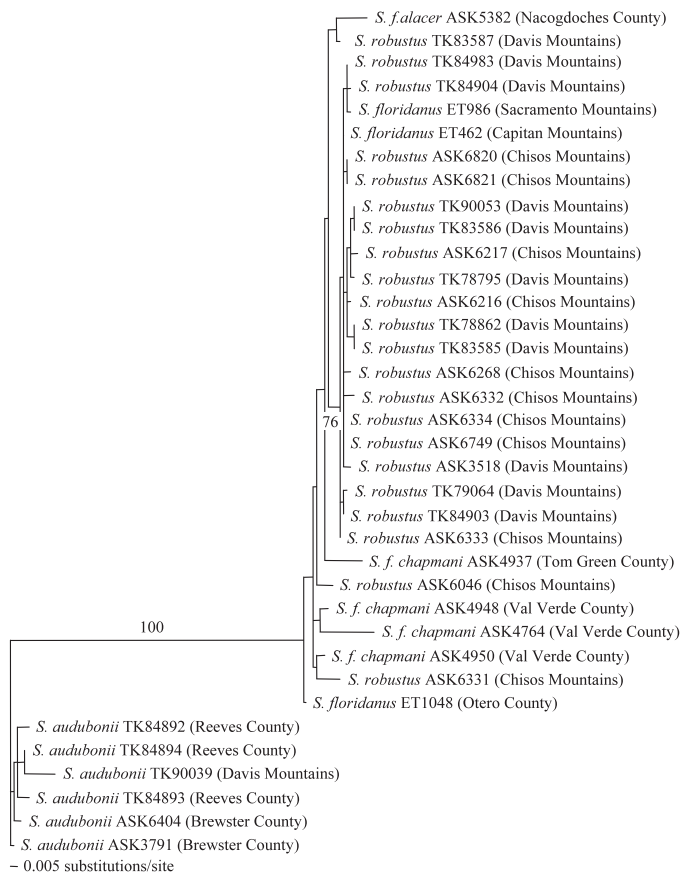 S. f.alacer ASK5382 (Nacogdoches County)
S. robustus TK83587 (Davis Mountains)
S. robustus TK84983 (Davis Mountains)
S. robustus TK84904 (Davis Mountains)
S. floridanus ET986 (Sacramento Mountains)
S. floridanus ET462 (Capitan Mountains)
S. robustus ASK6820 (Chisos Mountains)
S. robustus ASK6821 (Chisos Mountains)
S. robustus TK90053 (Davis Mountains)
S. robustus TK83586 (Davis Mountains)
S. robustus ASK6217 (Chisos Mountains)
S. robustus TK78795 (Davis Mountains)
S. robustus ASK6216 (Chisos Mountains)
S. robustus TK78862 (Davis Mountains)
S. robustus TK83585 (Davis Mountains)
S. robustus ASK6268 (Chisos Mountains)
S. robustus ASK6332 (Chisos Mountains)
76
S. robustus ASK6334 (Chisos Mountains)
S. robustus ASK6749 (Chisos Mountains)
S. robustus ASK3518 (Davis Mountains)
S. robustus TK79064 (Davis Mountains)
S. robustus TK84903 (Davis Mountains)
S. robustus ASK6333 (Chisos Mountains)
S. f. chapmani ASK4937 (Tom Green County)
S. robustus ASK6046 (Chisos Mountains)
S. f. chapmani ASK4948 (Val Verde County)
100
S. f. chapmani ASK4764 (Val Verde County)
S. f. chapmani ASK4950 (Val Verde County)
S. robustus ASK6331 (Chisos Mountains)
S. floridanus ET1048 (Otero County)
S. audubonii TK84892 (Reeves County)
S. audubonii TK84894 (Reeves County)
S. audubonii TK90039 (Davis Mountains)
S. audubonii TK84893 (Reeves County)
S. audubonii ASK6404 (Brewster County)
S. audubonii ASK3791 (Brewster County)
0.005 substitutions/site